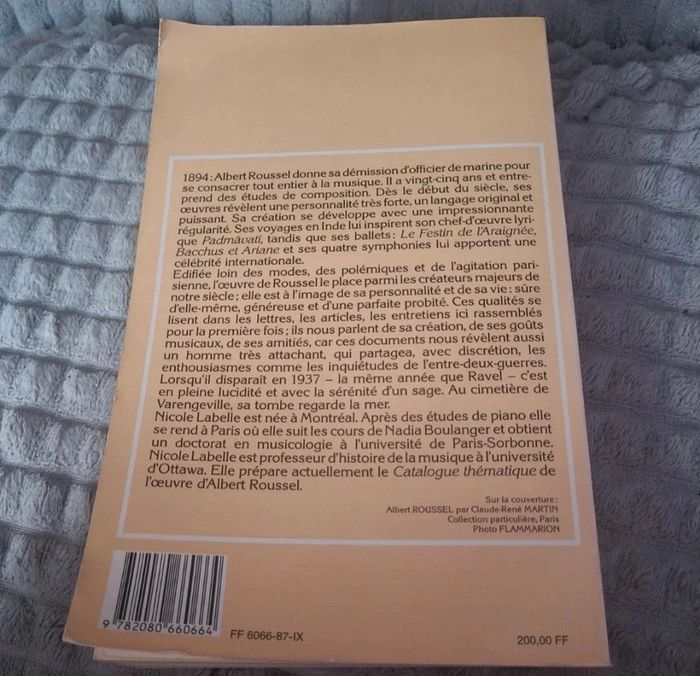 1894 : Albert Roussel donne sa démission d'officier de marine pour
se consacrer tout entier à la musique. Il a vingt-cinq ans et entre-
prend des études de composition. Dès le début du siècle, ses
œuvres révèlent une personnalité très forte, un langage original et
puissant. Sa création se développe avec une impressionnante
régularité. Ses voyages en Inde lui inspirent son chef-d'œuvre lyri-
que Padmâvatî, tandis que ses ballets : Le Festin de l'Araignée,
Bacchus et Ariane et ses quatre symphonies lui apportent une
célébrité internationale.
Edifiée loin des modes, des polémiques et de l'agitation pari-
sienne, l'œuvre de Roussel le place parmi les créateurs majeurs de
notre siècle ; elle est à l'image de sa personnalité et de sa vie : sûre
d'elle-même, généreuse et d'une parfaite probité. Ces qualités se
lisent dans les lettres, les articles, les entretiens ici rassemblés
pour la première fois ; ils nous parlent de sa création, de ses goûts
musicaux, de ses amitiés, car ces documents nous révèlent aussi
un homme très attachant, qui partagea, avec discrétion, les
enthousiasmes comme les inquiétudes de l'entre-deux-guerres.
Lorsqu'il disparaît en 1937 – la même année que Ravel – c'est
en pleine lucidité et avec la sérénité d'un sage. Au cimetière de
Varengeville, sa tombe regarde la mer.
Nicole Labelle est née à Montréal. Après des études de piano elle
se rend à Paris où elle suit les cours de Nadia Boulanger et obtient
un doctorat en musicologie à l'université de Paris-Sorbonne.
Nicole Labelle est professeur d'histoire de la musique à l'université
d'Ottawa. Elle prépare actuellement le Catalogue thématique de
l'œuvre d'Albert Roussel.
Sur la couverture :
Albert ROUSSEL par Claude-René MARTIN
Collection particulière, Paris
Photo FLAMMARION
9 782080 660664
FF 6066-87-IX
200,00 FF